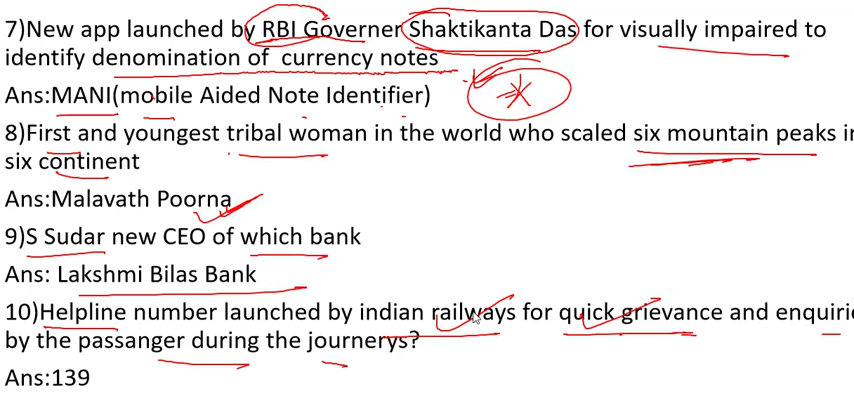 7)New app launched by RBI Governer Shaktikanta Das for visually impaired to
identify denomination of currency notes
Ans:MANI(mobile Aided Note Identifier)
8)First and youngest tribal woman in the world who scaled six mountain peaks in
six continent
Ans:Malavath Poorna
9)S Sudar new CEO of which bank
Ans: Lakshmi Bilas Bank
10)Helpline number launched by indian railways for quick grievance and enquirie
by the passanger during the journerys?
Ans:139